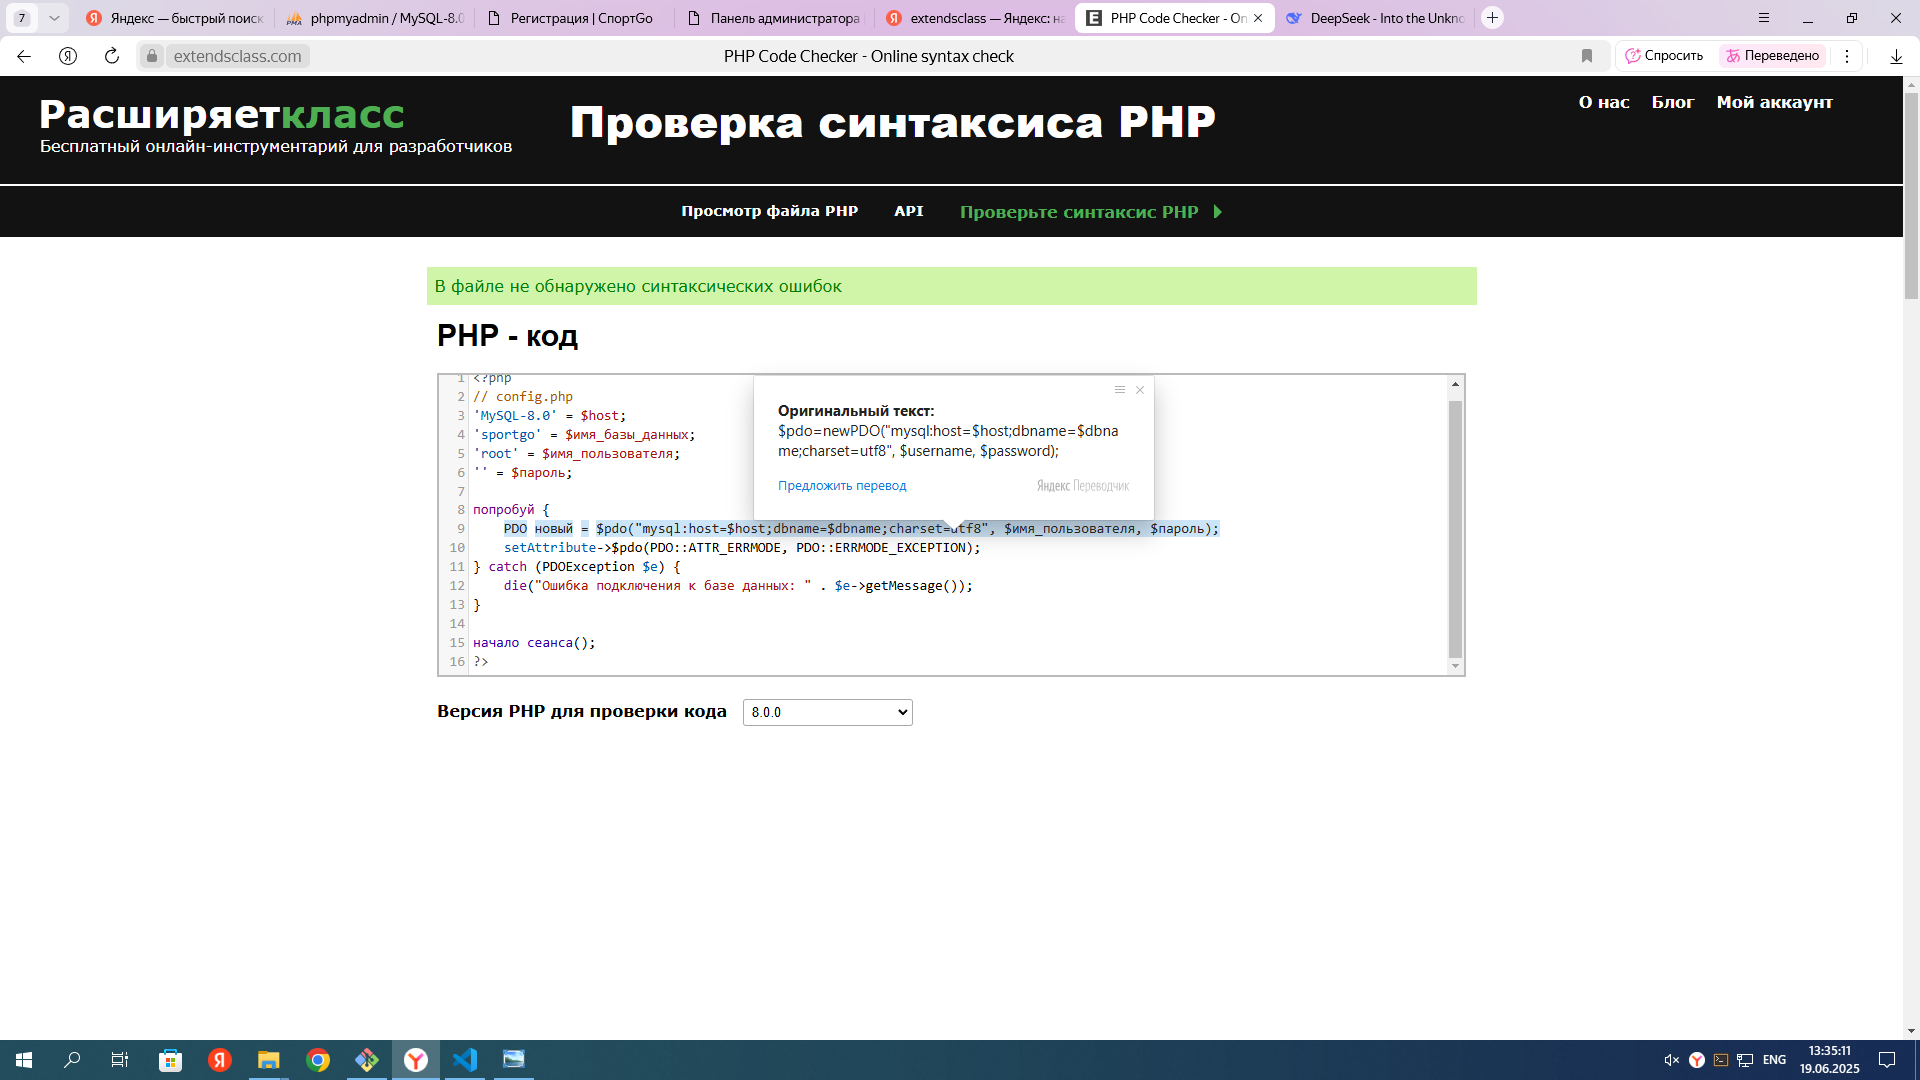 7
Яндекс — быстрый поиск
phpmyadmin / MySQL-8.0
Регистрация | СпортGo
Панель администратора
extendsclass — Яндекс: на
PHP Code Checker - On
DeepSeek - Into the Unkno
extendsclass.com
PHP Code Checker - Online syntax check
Спросить
Переведено
Расширяеткласс
Бесплатный онлайн-инструментарий для разработчиков
Проверка синтаксиса PHP
О нас
Блог
Мой аккаунт
Просмотр файла PHP
API
Проверьте синтаксис PHP
В файле не обнаружено синтаксических ошибок
PHP - код
1 <?php
2 // config.php
3 'MySQL-8.0' = $host;
4 'sportgo' = $имя_базы_данных;
5 'root' = $имя_пользователя;
6 '' = $пароль;
7
8 попробуй {
9 PDO новый = $pdo("mysql:host=$host;dbname=$dbname;charset=utf8", $имя_пользователя, $пароль);
10 setAttribute->$pdo(PDO::ATTR_ERRMODE, PDO::ERRMODE_EXCEPTION);
11 } catch (PDOException $e) {
12 die("Ошибка подключения к базе данных: " . $e->getMessage());
13 }
14
15 начало сеанса();
16 ?>
Оригинальный текст:
$pdo=newPDO("mysql:host=$host;dbname=$dbna
me;charset=utf8", $username, $password);
Предложить перевод
Яндекс Переводчик
Версия PHP для проверки кода
8.0.0
ENG
13:35:11
19.06.2025